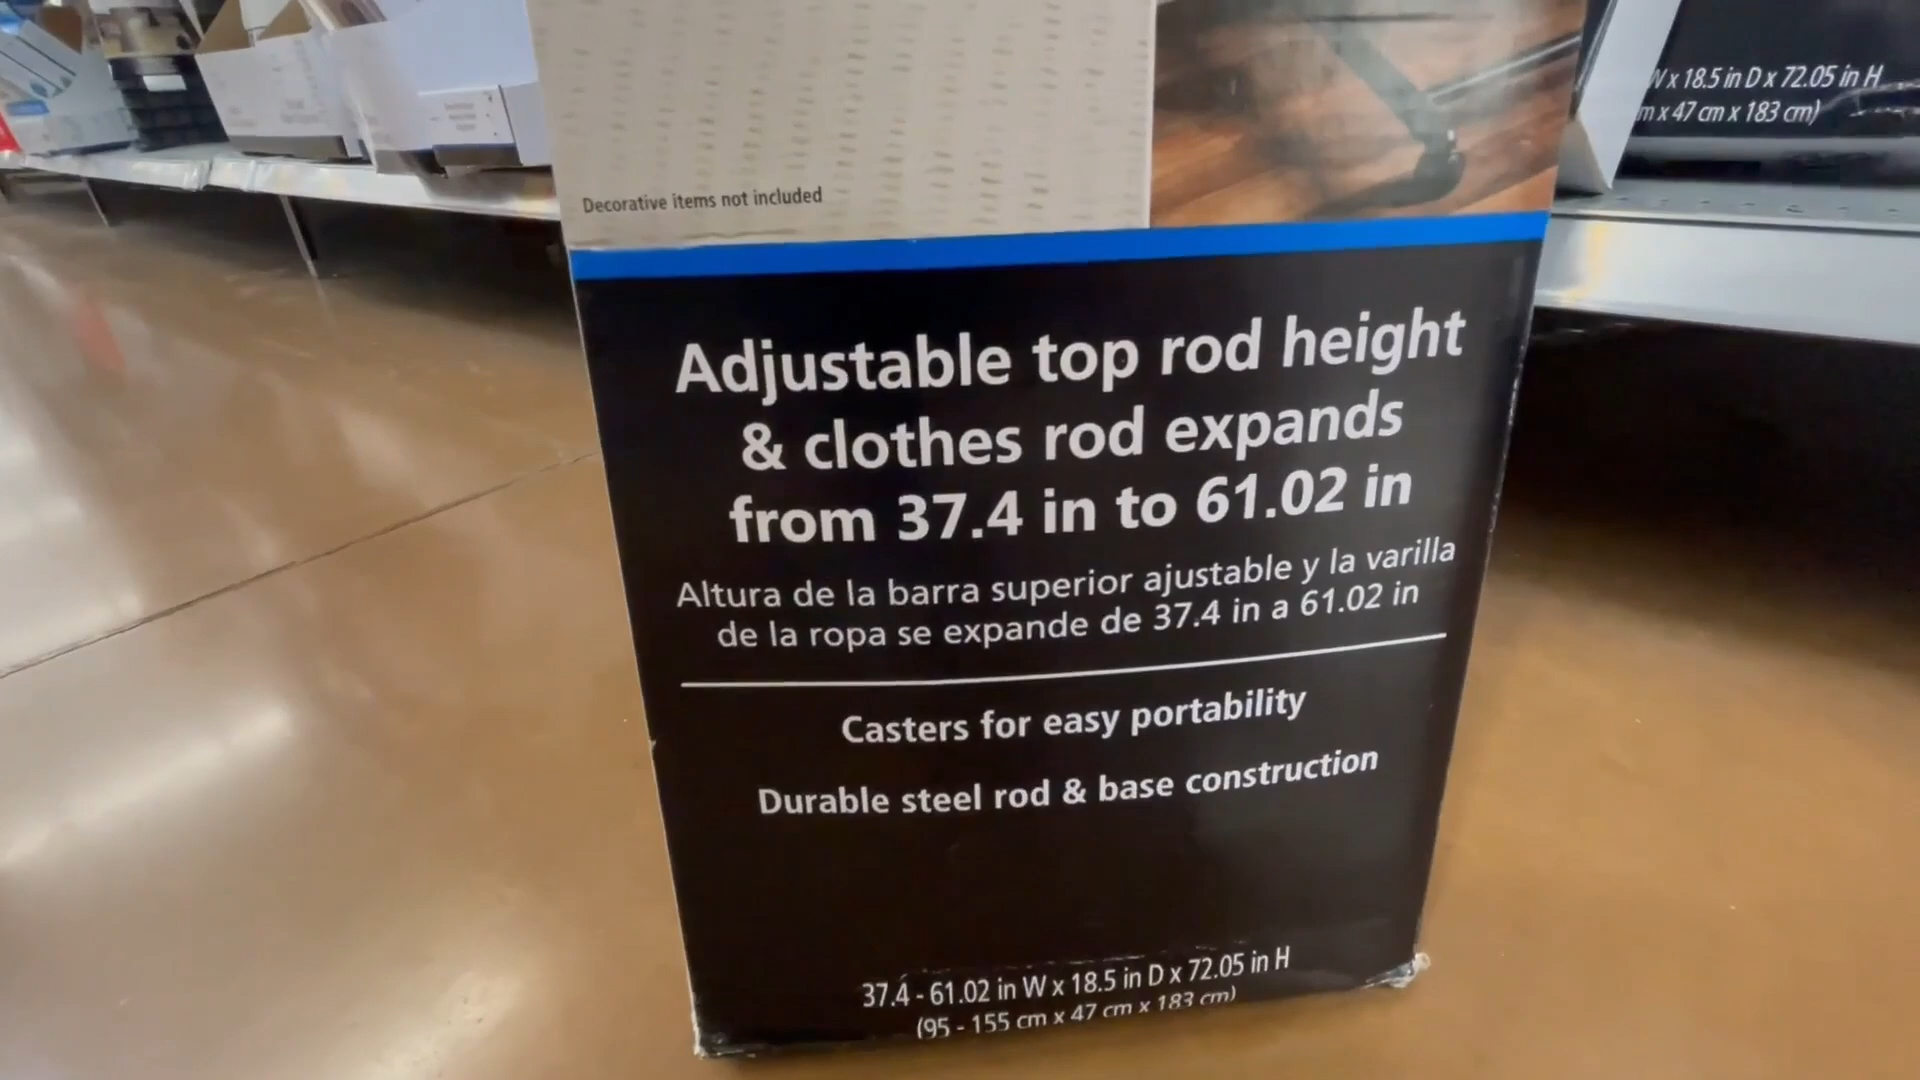 Decorative items not included
Adjustable top rod height
& clothes rod expands
from 37.4 in to 61.02 in
Altura de la barra superior ajustable y la varilla
de la ropa se expande de 37.4 in a 61.02 in
Casters for easy portability
Durable steel rod & base construction
37.4 - 61.02 in W x 18.5 in D x 72.05 in H
(95 - 155 cm x 47 cm x 183 cm)
W x 18.5 in D x 72.05 in H
m x 47 cm x 183 cm)